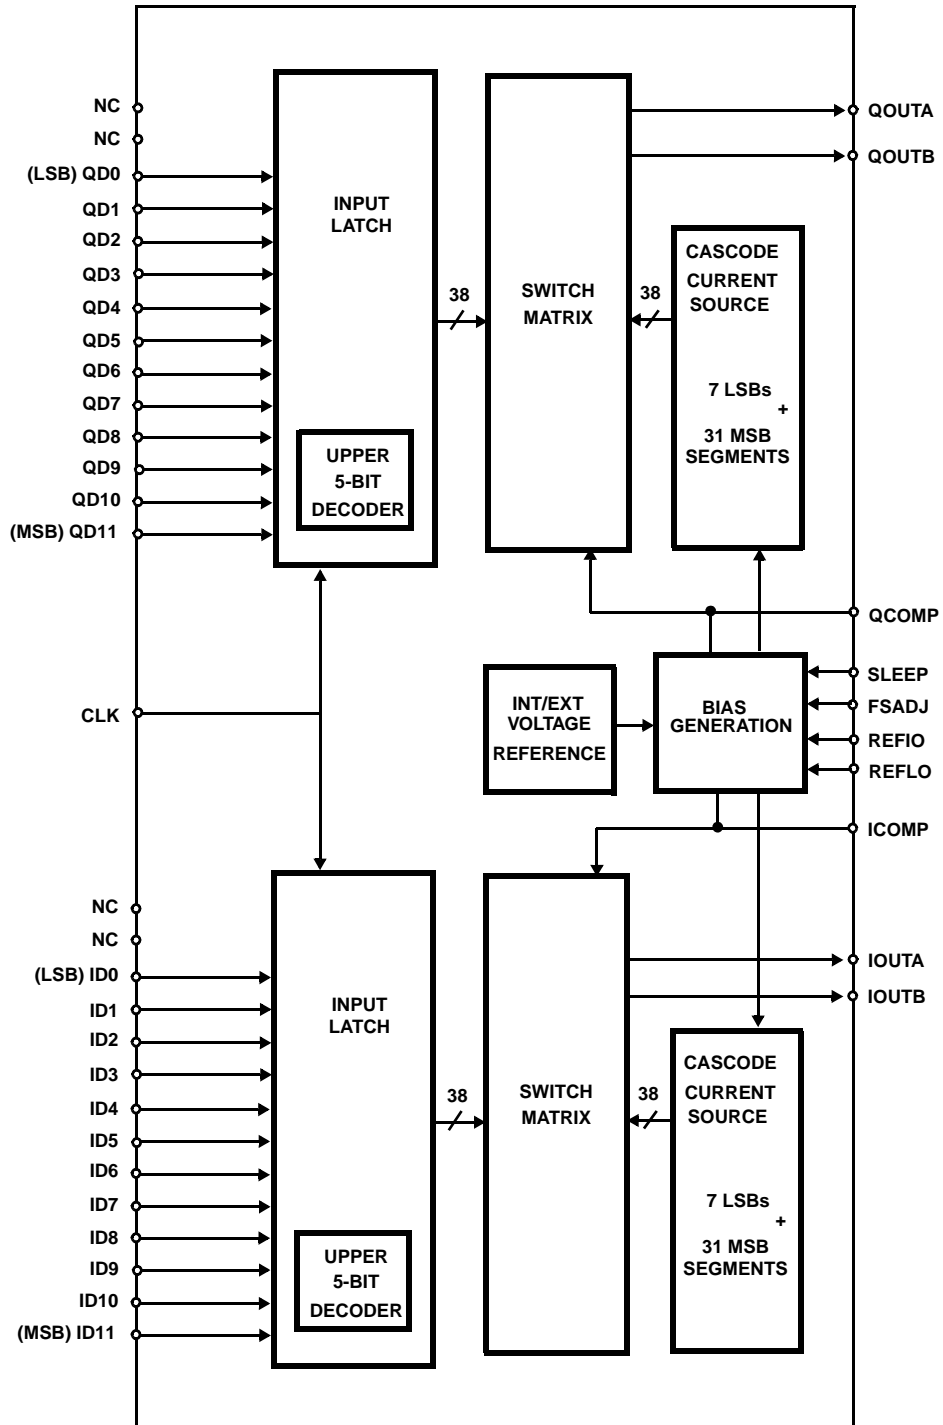 NC
NC
(LSB) QD0
QD1
QD2
QD3
QD4
QD5
QD6
QD7
QD8
QD9
QD10
(MSB) QD11
INPUT
LATCH
UPPER
5-BIT
DECODER
38
SWITCH
MATRIX
38
CASCODE
CURRENT
SOURCE
7 LSBs
+
31 MSB
SEGMENTS
QOUTA
QOUTB
QCOMP
CLK
INT/EXT
VOLTAGE
REFERENCE
BIAS
GENERATION
SLEEP
FSADJ
REFIO
REFLO
ICOMP
NC
NC
(LSB) ID0
ID1
ID2
ID3
ID4
ID5
ID6
ID7
ID8
ID9
ID10
(MSB) ID11
INPUT
LATCH
UPPER
5-BIT
DECODER
38
SWITCH
MATRIX
38
IOUTA
IOUTB
CASCODE
CURRENT
SOURCE
7 LSBs
+
31 MSB
SEGMENTS